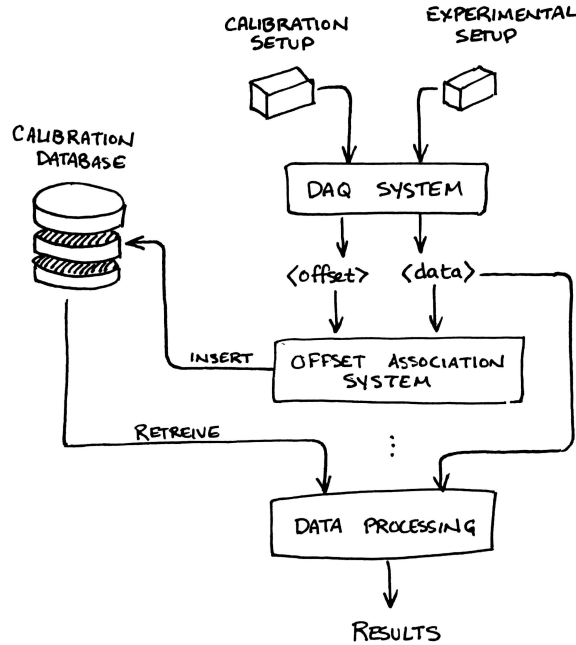 CALIBRATION
SETUP
EXPERIMENTAL
SETUP
CALIBRATION
DATABASE
DAQ SYSTEM
<offset>
<data>
INSERT
OFFSET ASSOCIATION
SYSTEM
RETREIVE
DATA PROCESSING
RESULTS